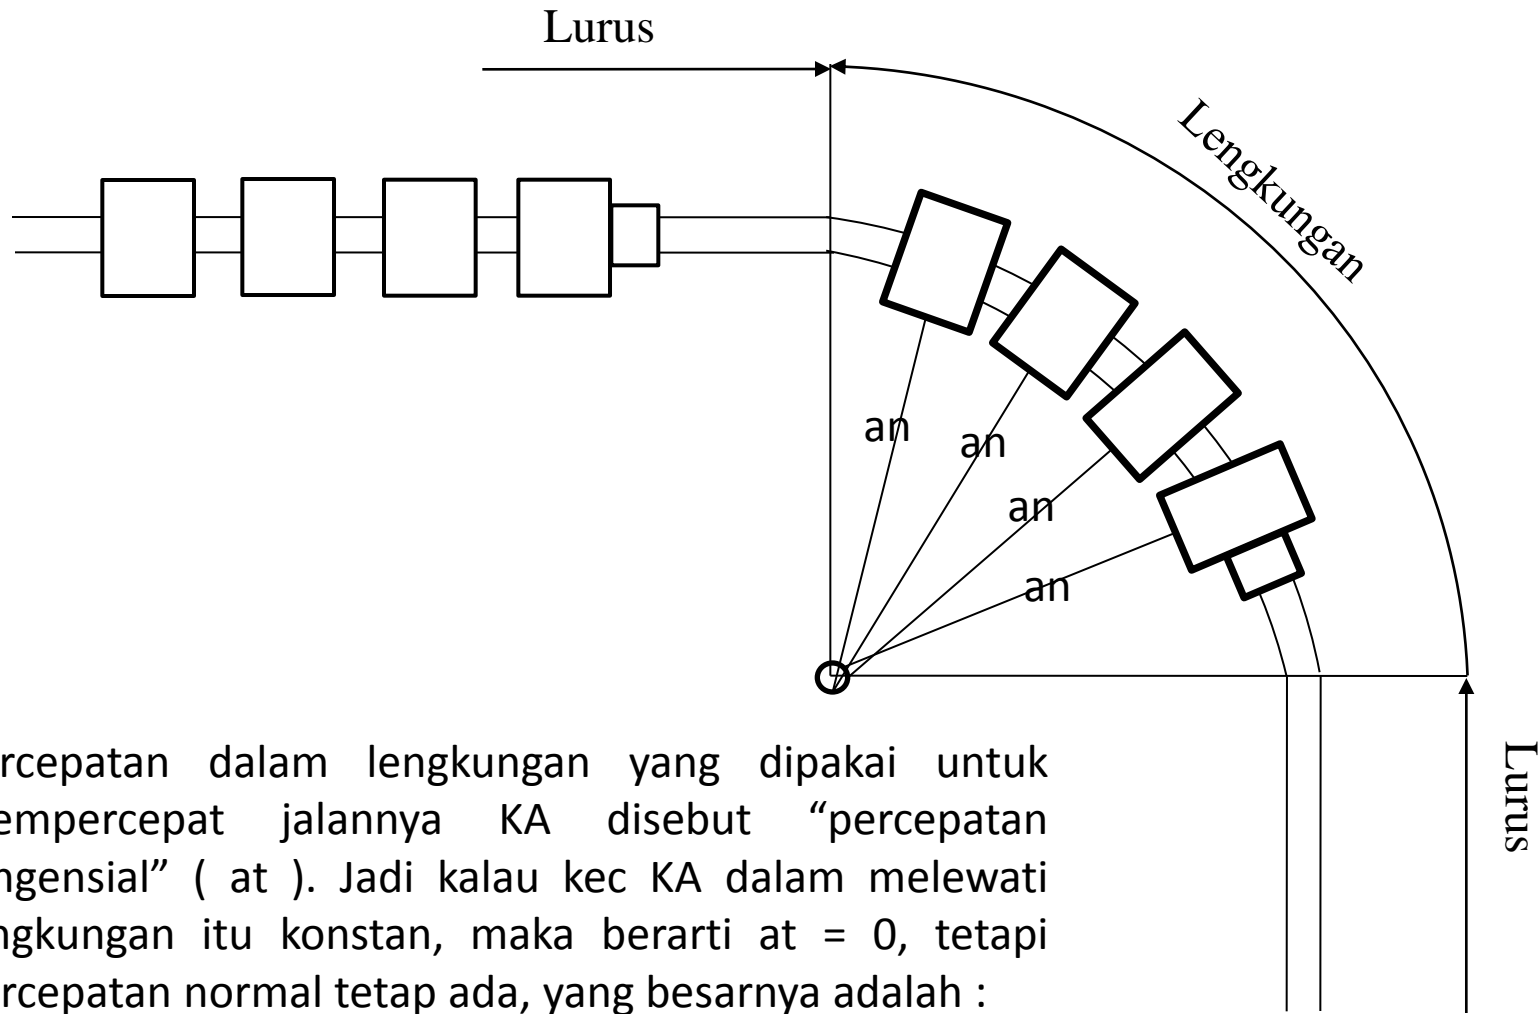 Lurus
Lengkungan
an
an
an
an
Lurus
rcepatan dalam lengkungan yang dipakai untuk
empercepat jalannya KA disebut “percepatan
ngensial” ( at ). Jadi kalau kec KA dalam melewati
ngkungan itu konstan, maka berarti at = 0, tetapi
rcepatan normal tetap ada, yang besarnya adalah :